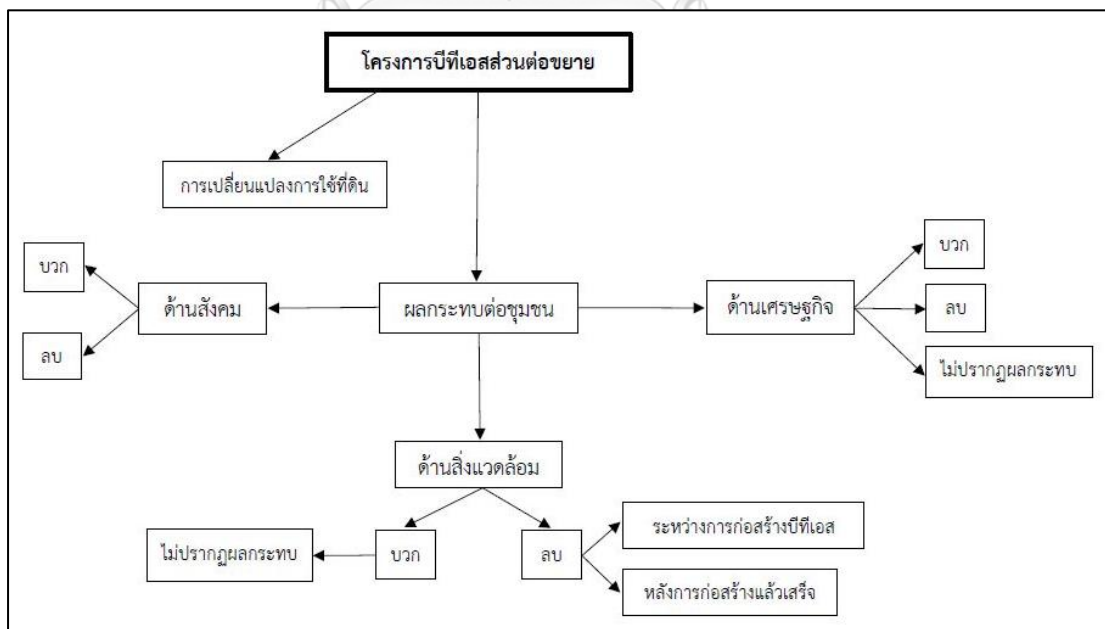 โครงการบีทีเอสส่วนต่อขยาย
การเปลี่ยนแปลงการใช้ที่ดิน
บวก
บวก
ด้านสังคม
ผลกระทบต่อชุมชน
ด้านเศรษฐกิจ
ลบ
ลบ
ไม่ปรากฏผลกระทบ
ด้านสิ่งแวดล้อม
ระหว่างการก่อสร้างบีทีเอส
ไม่ปรากฏผลกระทบ
บวก
ลบ
หลังการก่อสร้างแล้วเสร็จ